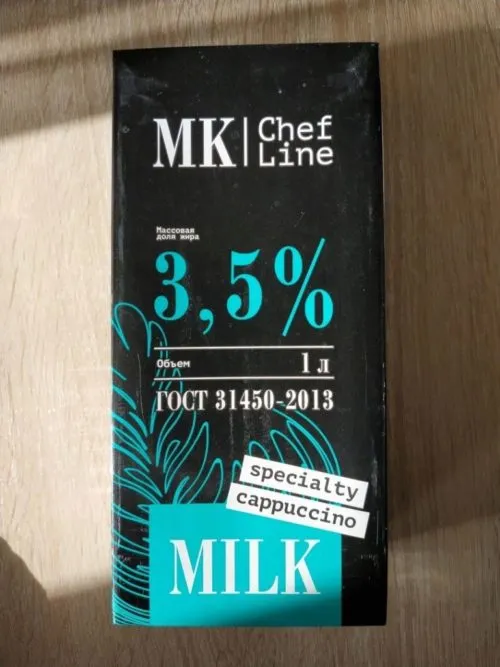 MK Chef
Line
Массовая
доля жира
3,5%
Объем 1 л
ГОСТ 31450-2013
specialty
cappuccino
MILK